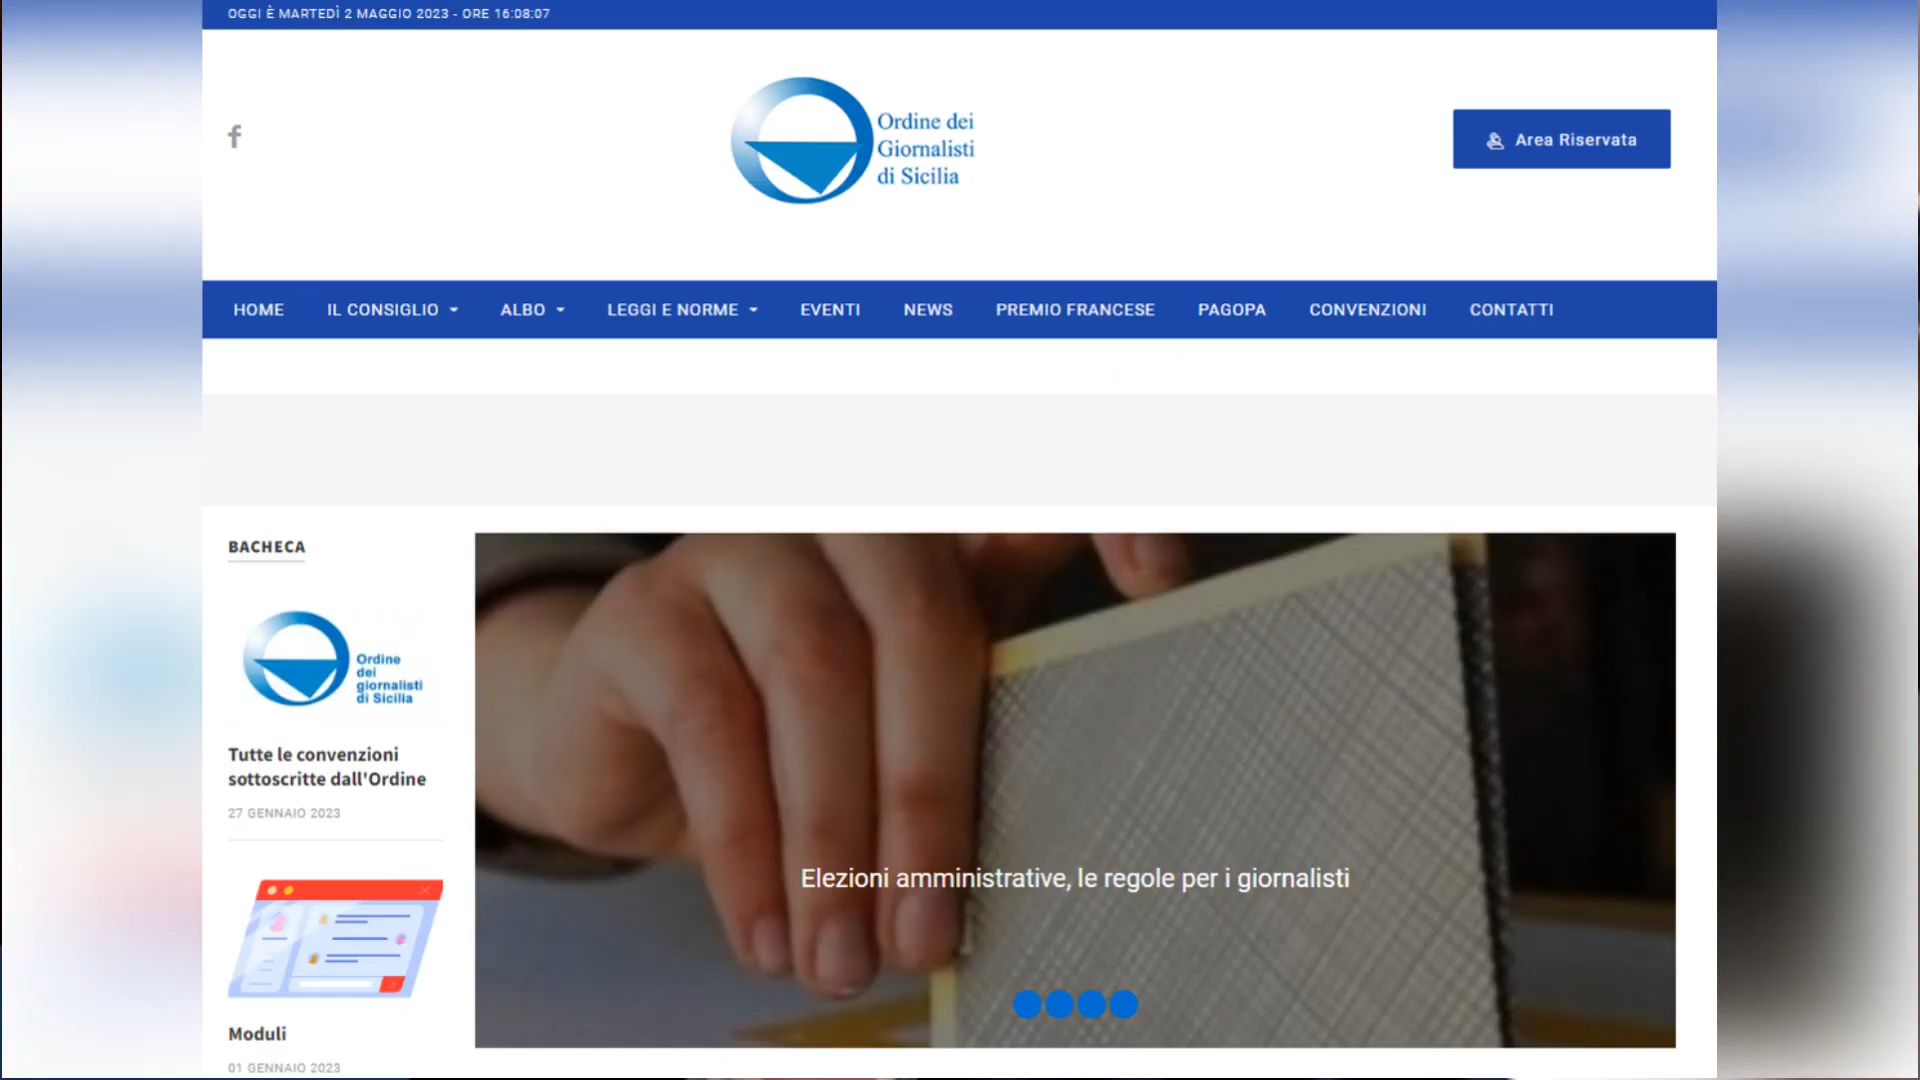 OGGI È MARTEDÌ 2 MAGGIO 2023 - ORE 16:08:07
Ordine dei
Giornalisti
di Sicilia
Area Riservata
HOME IL CONSIGLIO ALBO LEGGI E NORME EVENTI NEWS PREMIO FRANCESE PAGOPA CONVENZIONI CONTATTI
BACHECA
Ordine
dei
giornalisti
di Sicilia
Tutte le convenzioni
sottoscritte dall'Ordine
27 GENNAIO 2023
Moduli
01 GENNAIO 2023
Elezioni amministrative, le regole per i giornalisti